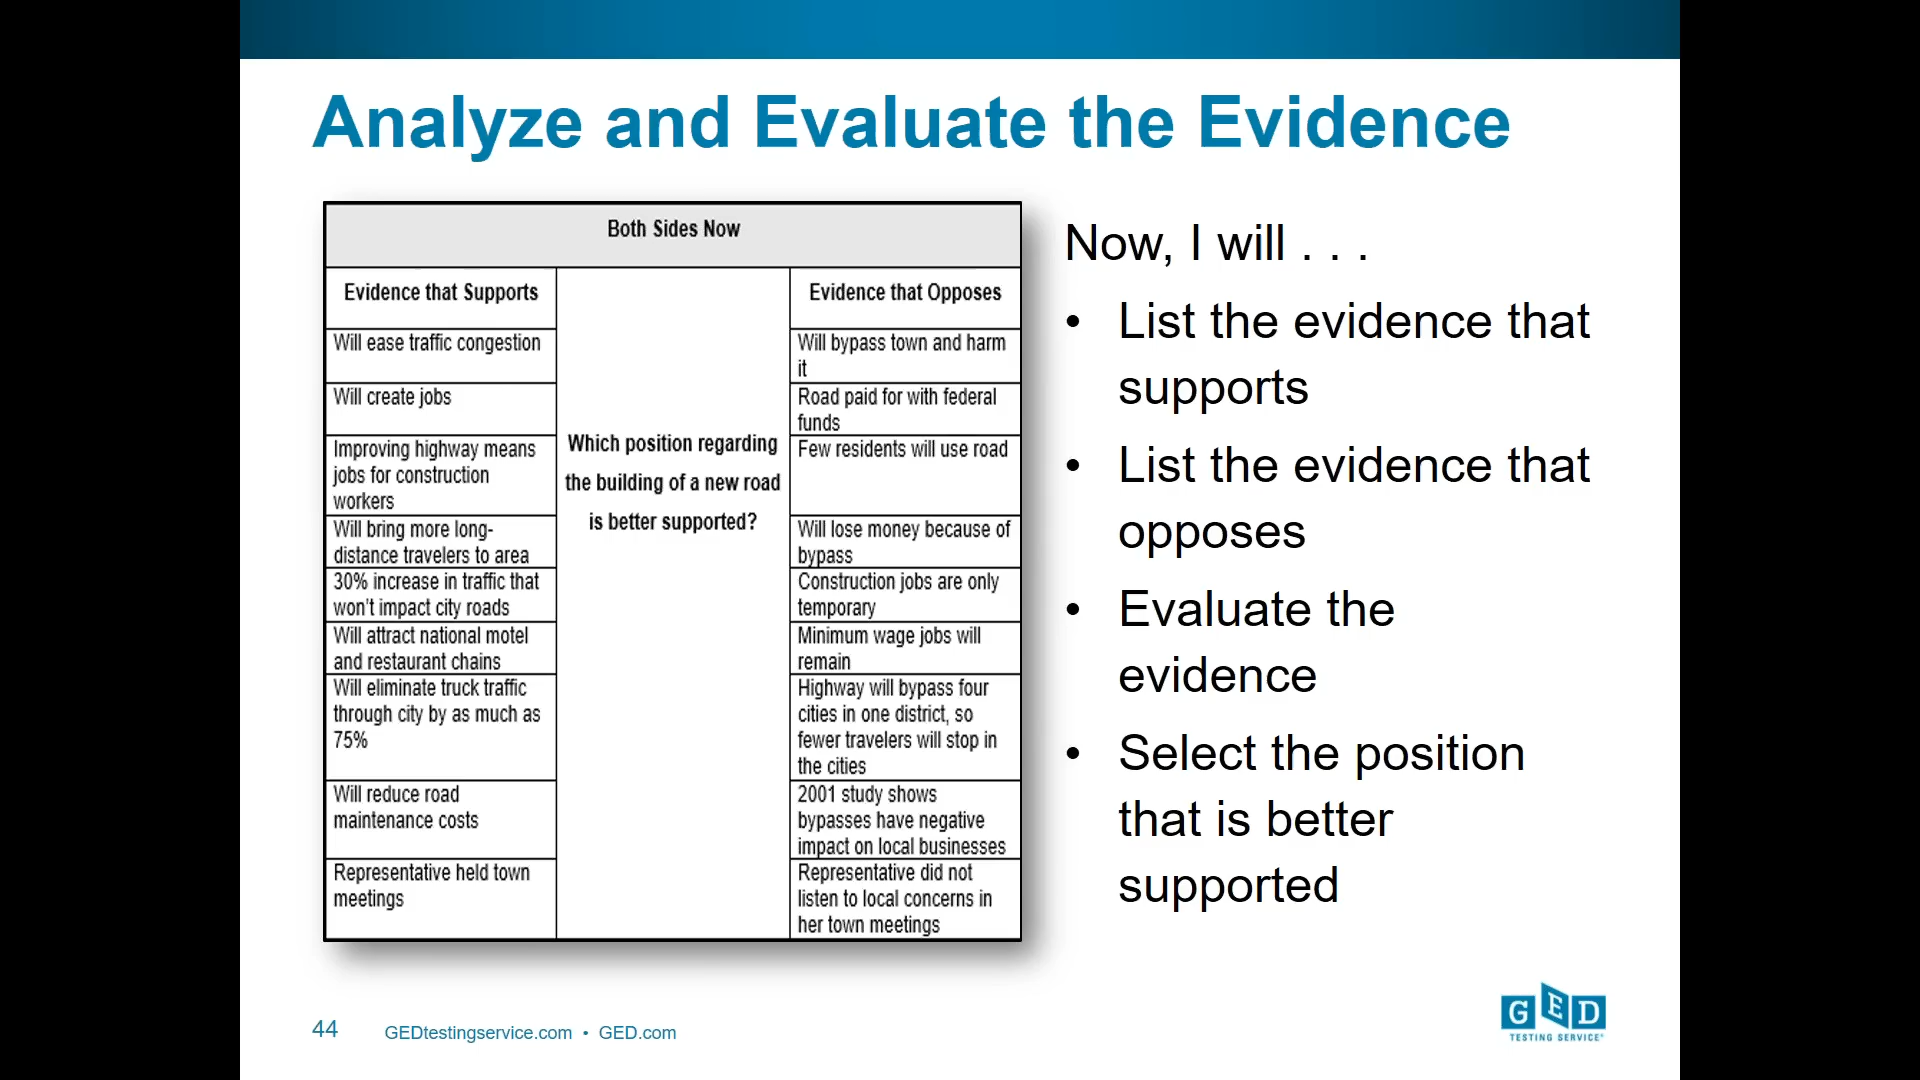 Analyze and Evaluate the Evidence
Both Sides Now
Evidence that Supports
Will ease traffic congestion
Will create jobs
Improving highway means
jobs for construction
workers
Will bring more long-
distance travelers to area
30% increase in traffic that
won't impact city roads
Will attract national motel
and restaurant chains
Will eliminate truck traffic
through city by as much as
75%
Will reduce road
maintenance costs
Representative held town
meetings
Which position regarding
the building of a new road
is better supported?
Evidence that Opposes
Will bypass town and harm
it
Road paid for with federal
funds
Few residents will use road
Will lose money because of
bypass
Construction jobs are only
temporary
Minimum wage jobs will
remain
Highway will bypass four
cities in one district, so
fewer travelers will stop in
the cities
2001 study shows
bypasses have negative
impact on local businesses
Representative did not
listen to local concerns in
her town meetings
Now, I will . . .
• List the evidence that
supports
• List the evidence that
opposes
• Evaluate the
evidence
• Select the position
that is better
supported
44
GEDtestingservice.com • GED.com
GED
TESTING SERVICE